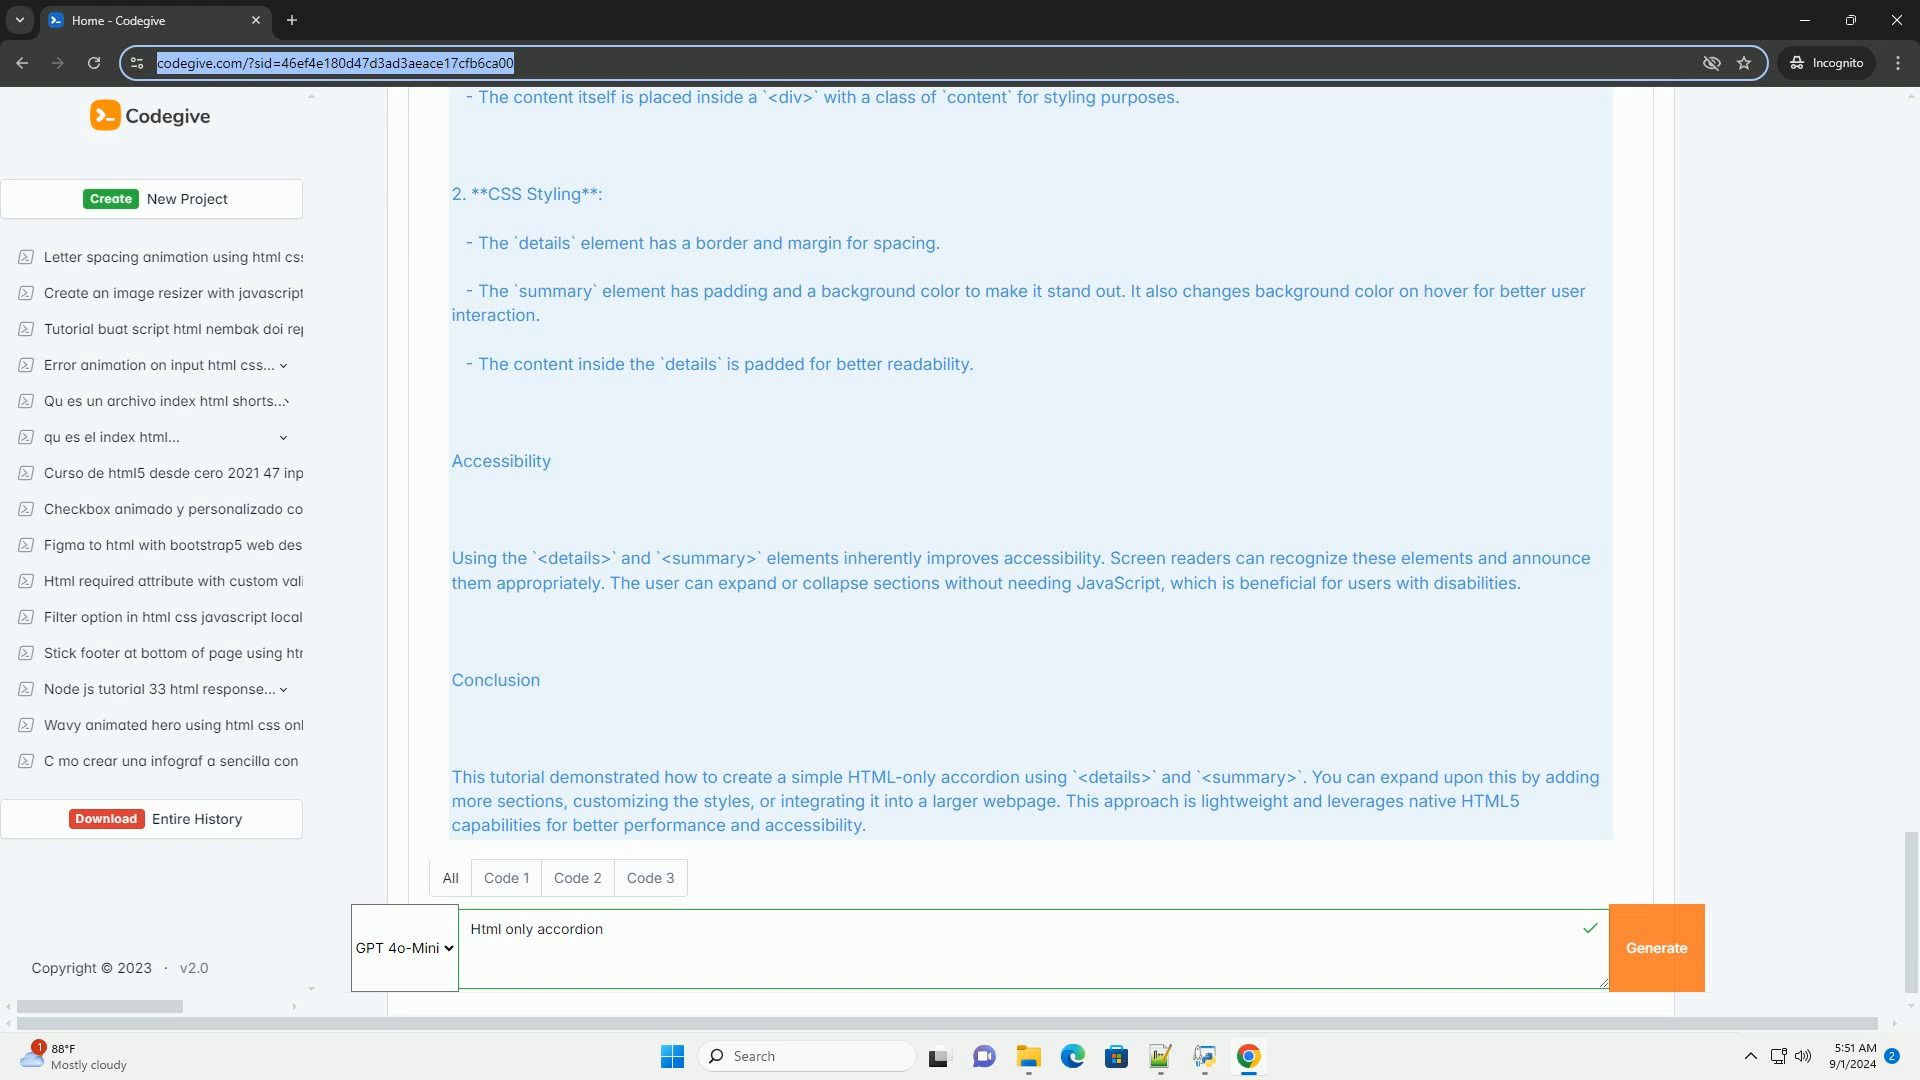 Home - Codegive
codegive.com/?sid=46ef4e180d47d3ad3aeace17cfb6ca00
Incognito
Codegive
Create New Project
Letter spacing animation using html css
Create an image resizer with javascript
Tutorial buat script html nembak doi rep
Error animation on input html css...
Qu es un archivo index html shorts...
qu es el index html...
Curso de html5 desde cero 2021 47 inp
Checkbox animado y personalizado co
Figma to html with bootstrap5 web des
Html required attribute with custom vali
Filter option in html css javascript local
Stick footer at bottom of page using htr
Node js tutorial 33 html response...
Wavy animated hero using html css onl
C mo crear una infograf a sencilla con
Download Entire History
Copyright © 2023 · v2.0
- The content itself is placed inside a `<div>` with a class of `content` for styling purposes.
2. **CSS Styling**:
- The `details` element has a border and margin for spacing.
- The `summary` element has padding and a background color to make it stand out. It also changes background color on hover for better user
interaction.
- The content inside the `details` is padded for better readability.
Accessibility
Using the `<details>` and `<summary>` elements inherently improves accessibility. Screen readers can recognize these elements and announce
them appropriately. The user can expand or collapse sections without needing JavaScript, which is beneficial for users with disabilities.
Conclusion
This tutorial demonstrated how to create a simple HTML-only accordion using `<details>` and `<summary>`. You can expand upon this by adding
more sections, customizing the styles, or integrating it into a larger webpage. This approach is lightweight and leverages native HTML5
capabilities for better performance and accessibility.
All Code 1 Code 2 Code 3
GPT 4o-Mini
Html only accordion
Generate
1
88°F
Mostly cloudy
Search
5:51 AM
9/1/2024
2